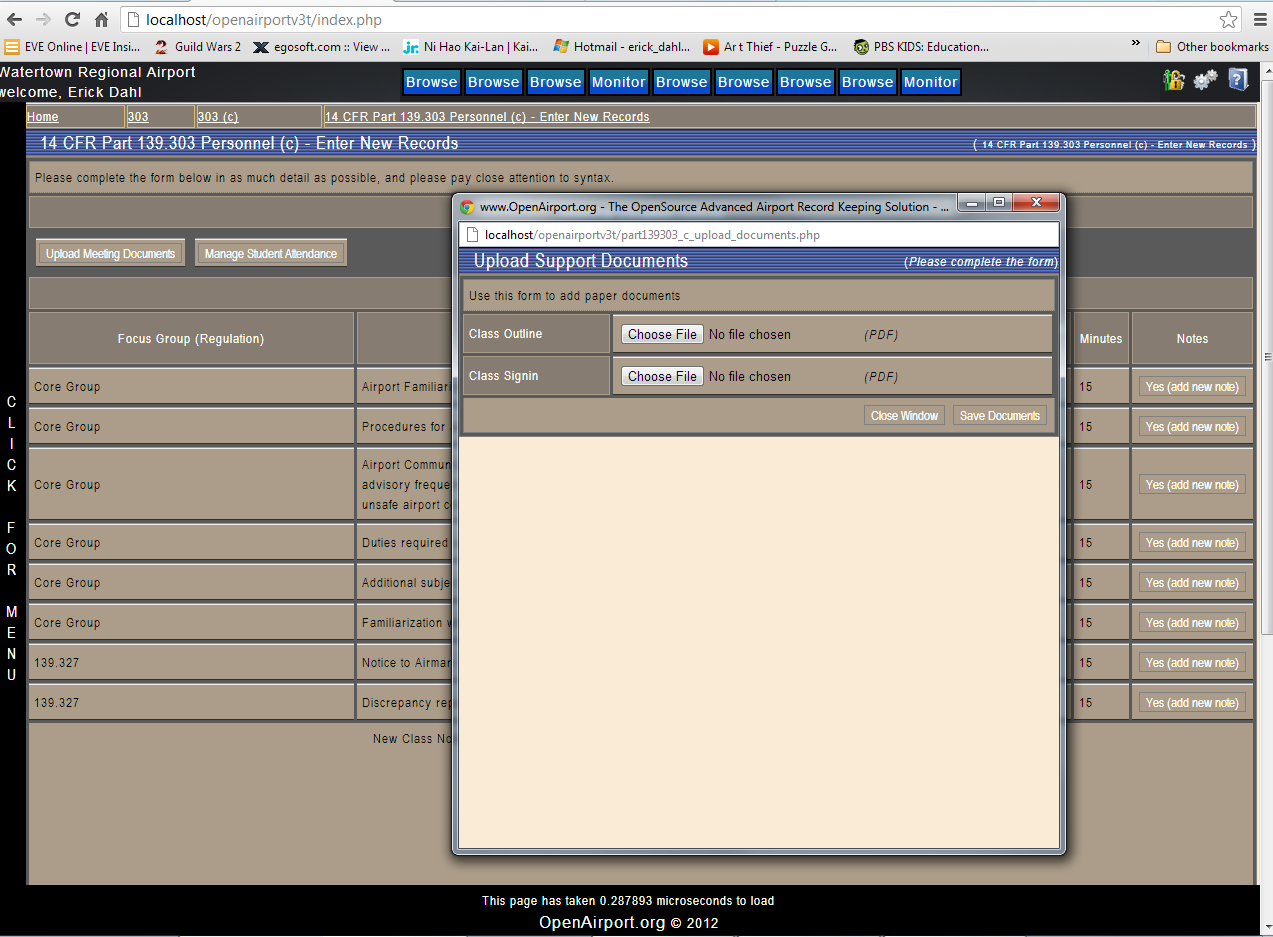 localhost/openairportv3t/index.php
EVE Online | EVE Insi... Guild Wars 2 egosoft.com :: View ... Ni Hao Kai-Lan | Kai... Hotmail - erick_dahl... Art Thief - Puzzle G... PBS KIDS: Education... » Other bookmarks
Watertown Regional Airport
welcome, Erick Dahl
Browse Browse Browse Monitor Browse Browse Browse Browse Monitor
Home 303 303 (c) 14 CFR Part 139.303 Personnel (c) - Enter New Records
14 CFR Part 139.303 Personnel (c) - Enter New Records ( 14 CFR Part 139.303 Personnel (c) - Enter New Records )
Please complete the form below in as much detail as possible, and please pay close attention to syntax.
Upload Meeting Documents Manage Student Attendance
Focus Group (Regulation) Minutes Notes
Core Group Airport Familiari 15 Yes (add new note)
Core Group Procedures for 15 Yes (add new note)
Airport Commun
Core Group advisory freque 15 Yes (add new note)
unsafe airport c
Core Group Duties required 15 Yes (add new note)
Core Group Additional subje 15 Yes (add new note)
Core Group Familiarization 15 Yes (add new note)
139.327 Notice to Airmar 15 Yes (add new note)
139.327 Discrepancy rep 15 Yes (add new note)
New Class No
CLICK FOR MENU
www.OpenAirport.org - The OpenSource Advanced Airport Record Keeping Solution - ...
localhost/openairportv3t/part139303_c_upload_documents.php
Upload Support Documents (Please complete the form)
Use this form to add paper documents
Class Outline Choose File No file chosen (PDF)
Class Signin Choose File No file chosen (PDF)
Close Window Save Documents
This page has taken 0.287893 microseconds to load
OpenAirport.org © 2012